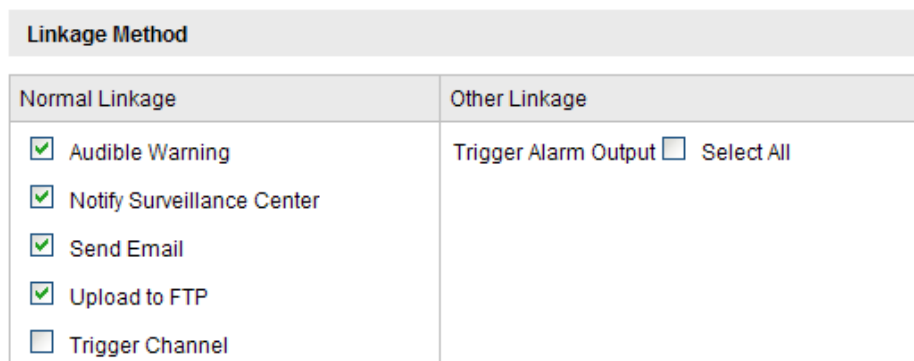 Linkage Method
Normal Linkage
Other Linkage
Audible Warning
Trigger Alarm Output Select All
Notify Surveillance Center
Send Email
Upload to FTP
Trigger Channel